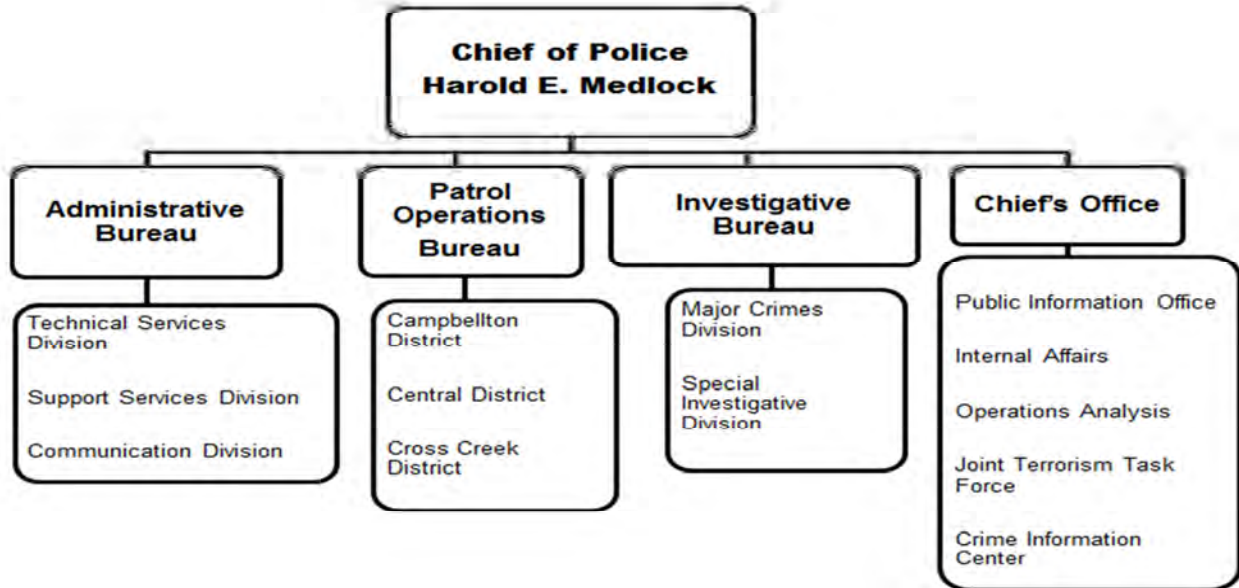 Chief of Police
Harold E. Medlock
Administrative
Bureau
Technical Services
Division
Support Services Division
Communication Division
Patrol
Operations
Bureau
Campbellton
District
Central District
Cross Creek
District
Investigative
Bureau
Major Crimes
Division
Special
Investigative
Division
Chief's Office
Public Information Office
Internal Affairs
Operations Analysis
Joint Terrorism Task
Force
Crime Information
Center